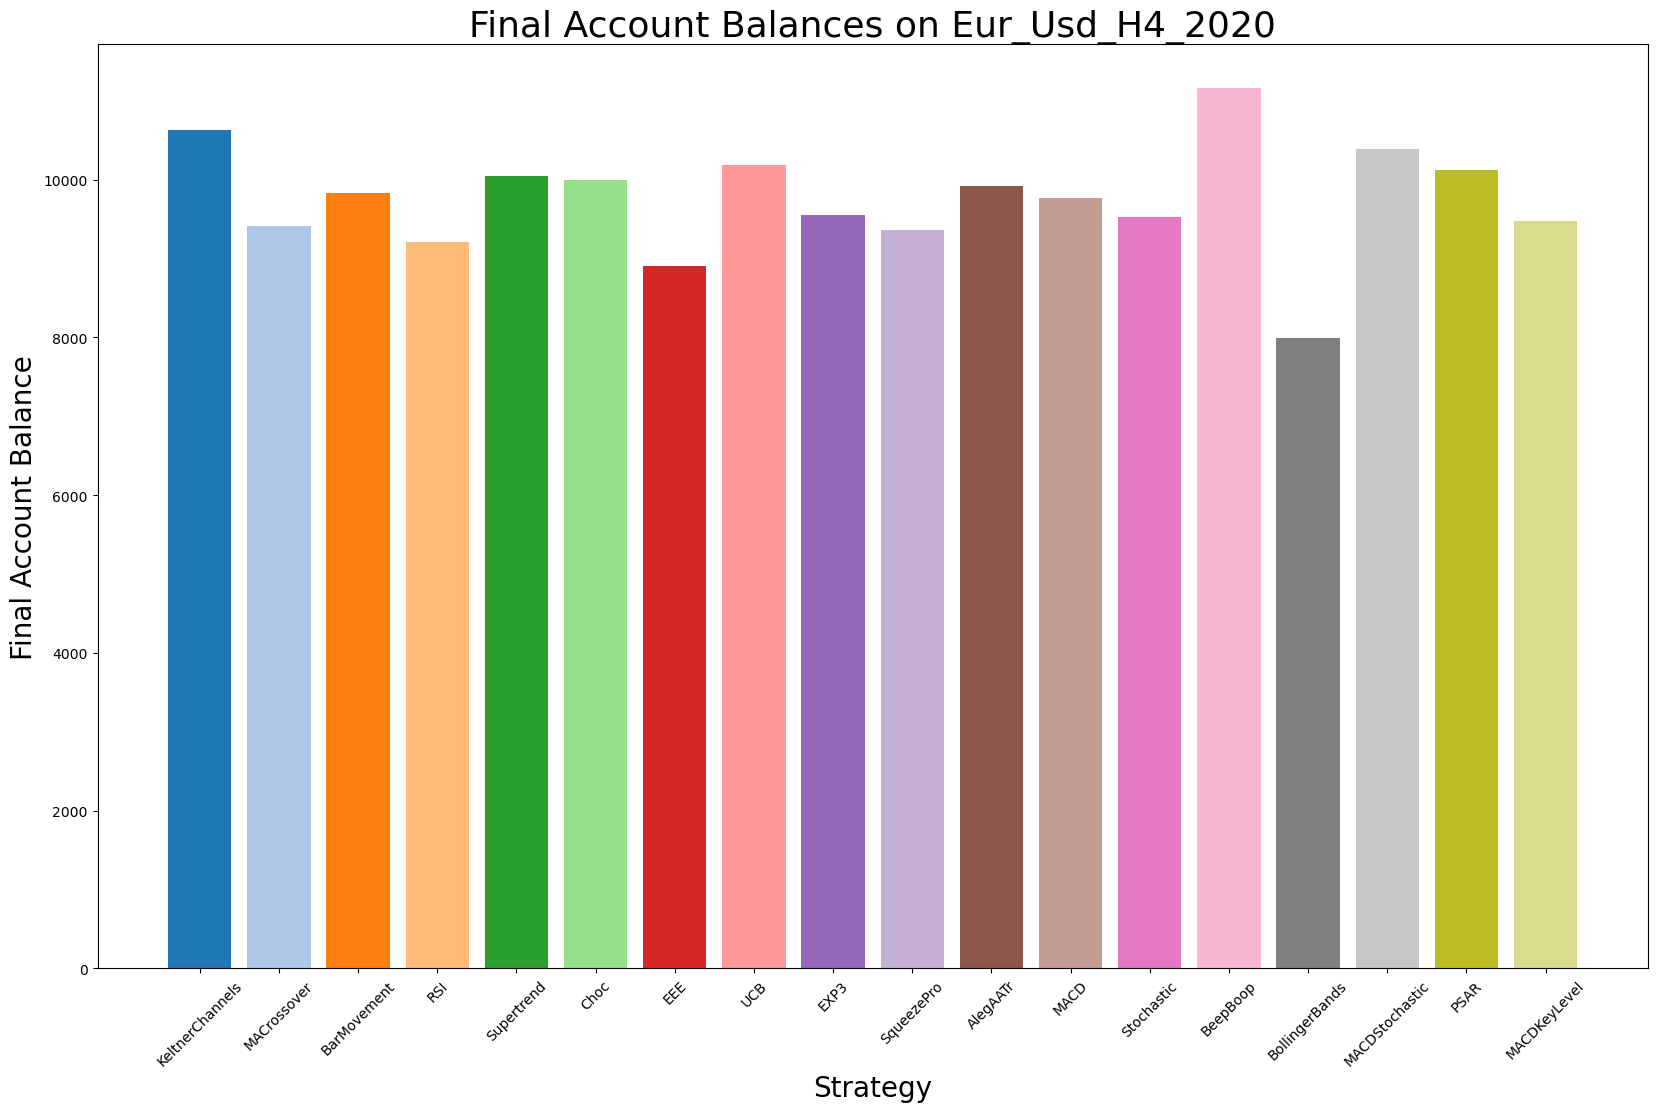 Final Account Balances on Eur_Usd_H4_2020
Final Account Balance
10000
8000
6000
4000
2000
0
KeltnerChannels
MACrossover
BarMovement
RSI
Supertrend
Choc
EEE
UCB
EXP3
SqueezePro
AlegAATr
MACD
Stochastic
BeepBoop
BollingerBands
MACDStochastic
PSAR
MACDKeyLevel
Strategy